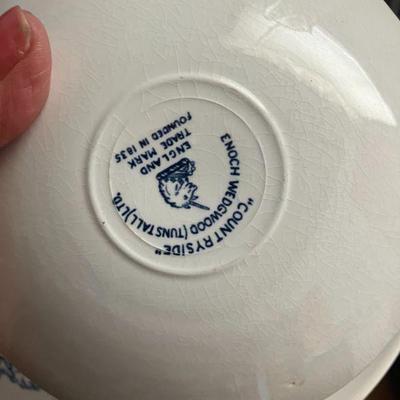 "COUNTRYSIDE"
ENOCH WEDGWOOD (TUNSTALL) LTD.
ENGLAND
TRADE MARK
FOUNDED IN 1835